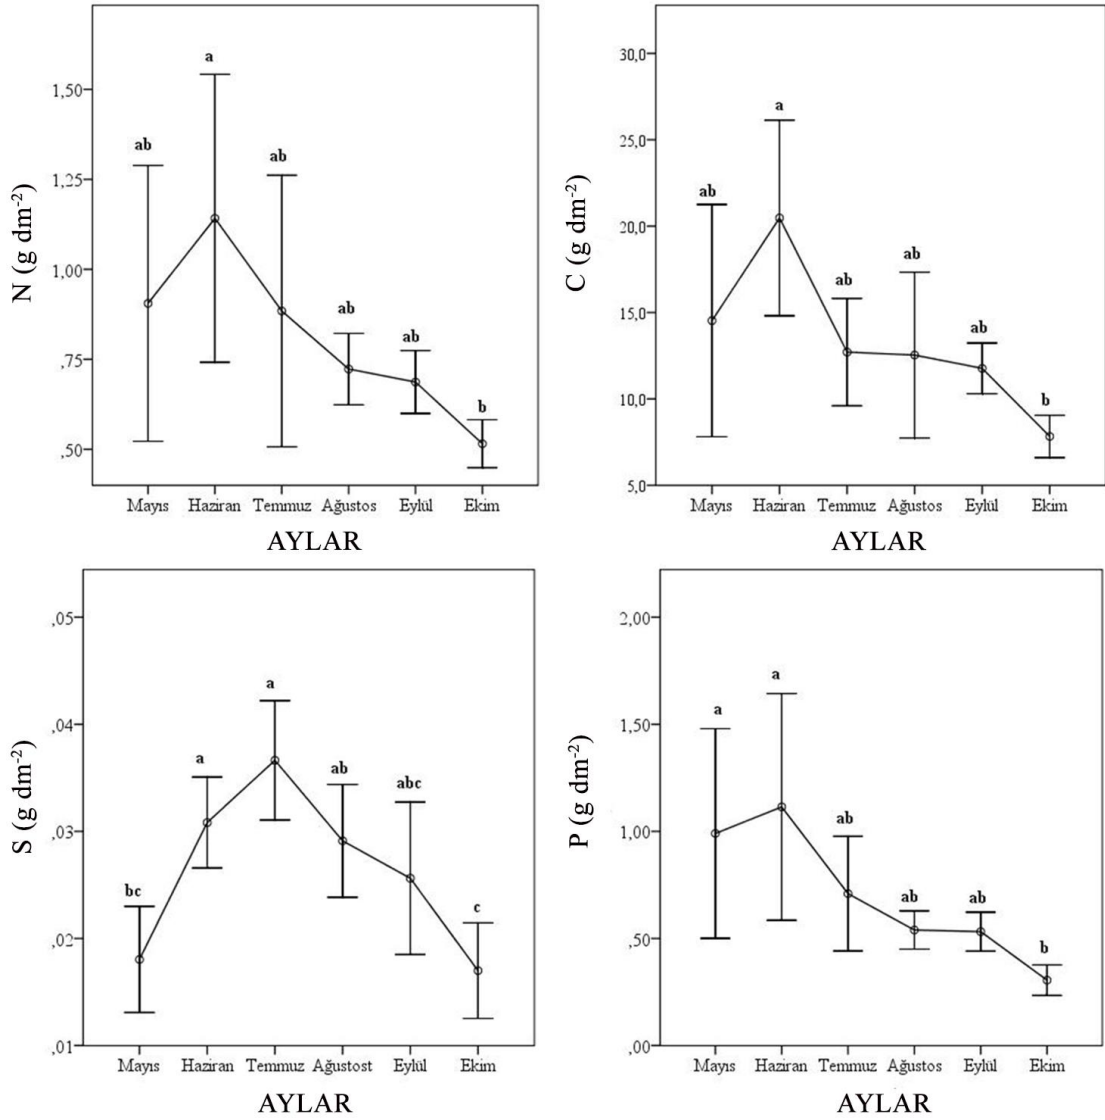 N (g dm-2)
1,50
1,25
1,00
,75
,50
ab
a
ab
ab
ab
b
Mayıs Haziran Temmuz Ağustos Eylül Ekim
AYLAR
C (g dm-2)
30,0
25,0
20,0
15,0
10,0
5,0
ab
a
ab
ab
ab
b
Mayıs Haziran Temmuz Ağustos Eylül Ekim
AYLAR
S (g dm-2)
,05
,04
,03
,02
,01
bc
a
a
ab
abc
c
Mayıs Haziran Temmuz Ağustost Eylül Ekim
AYLAR
P (g dm-2)
2,00
1,50
1,00
,50
,00
a
a
ab
ab
ab
b
Mayıs Haziran Temmuz Ağustos Eylül Ekim
AYLAR